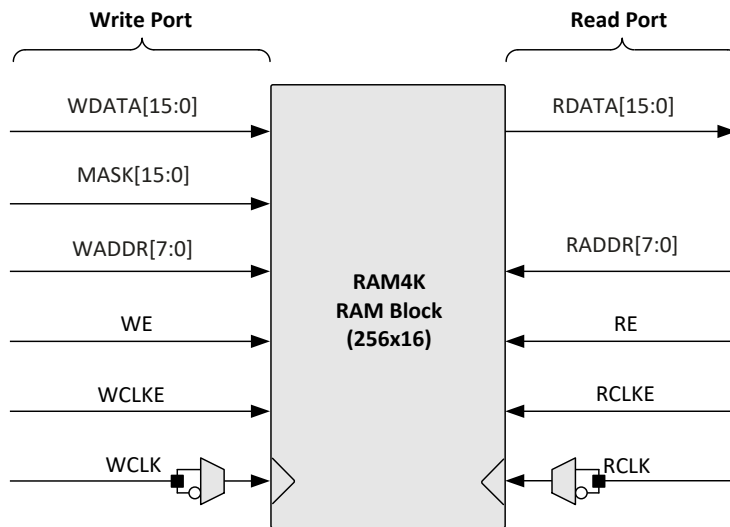 Write Port
Read Port
WDATA[15:0]
RDATA[15:0]
MASK[15:0]
WADDR[7:0]
RADDR[7:0]
RAM4K
RAM Block
(256x16)
WE
RE
WCLKE
RCLKE
WCLK
RCLK